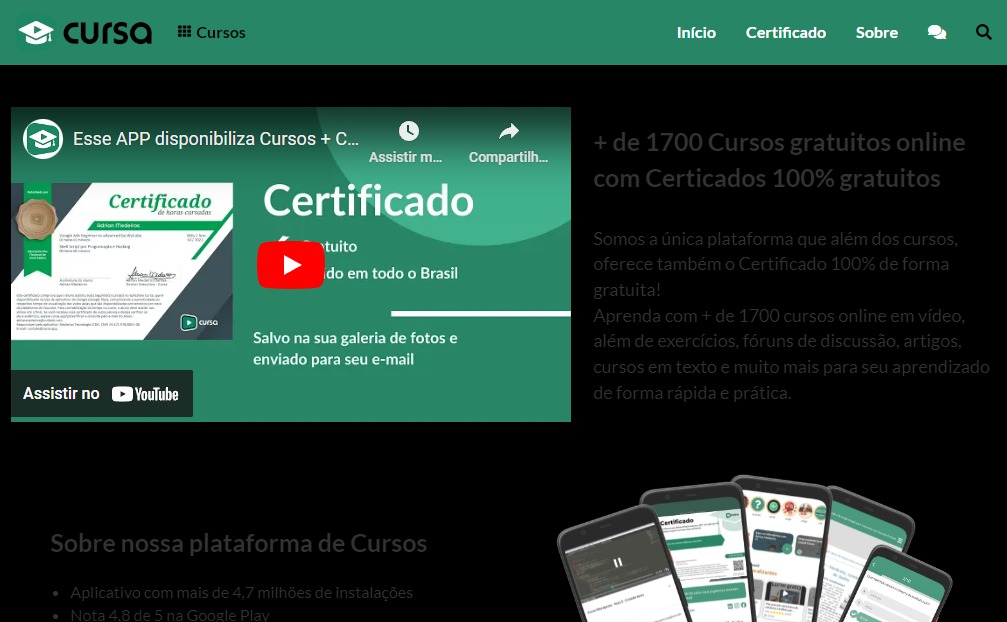 cursa
Cursos
Início
Certificado
Sobre
Esse APP disponibiliza Cursos + C...
Assistir m...
Compartilh...
Certificado
de horas cursadas
Adrian Medeiros
cursa
Certificado
ido em todo o Brasil
Salvo na sua galeria de fotos e
enviado para seu e-mail
Assistir no YouTube
+ de 1700 Cursos gratuitos online
com Certicados 100% gratuitos
Somos a única plataforma que além dos cursos,
oferece também o Certificado 100% de forma
gratuita!
Aprenda com + de 1700 cursos online em vídeo,
além de exercícios, fóruns de discussão, artigos,
cursos em texto e muito mais para seu aprendizado
de forma rápida e prática.
Sobre nossa plataforma de Cursos
• Aplicativo com mais de 4,7 milhões de instalações
• Nota 4.8 de 5 na Google Play
Certificado